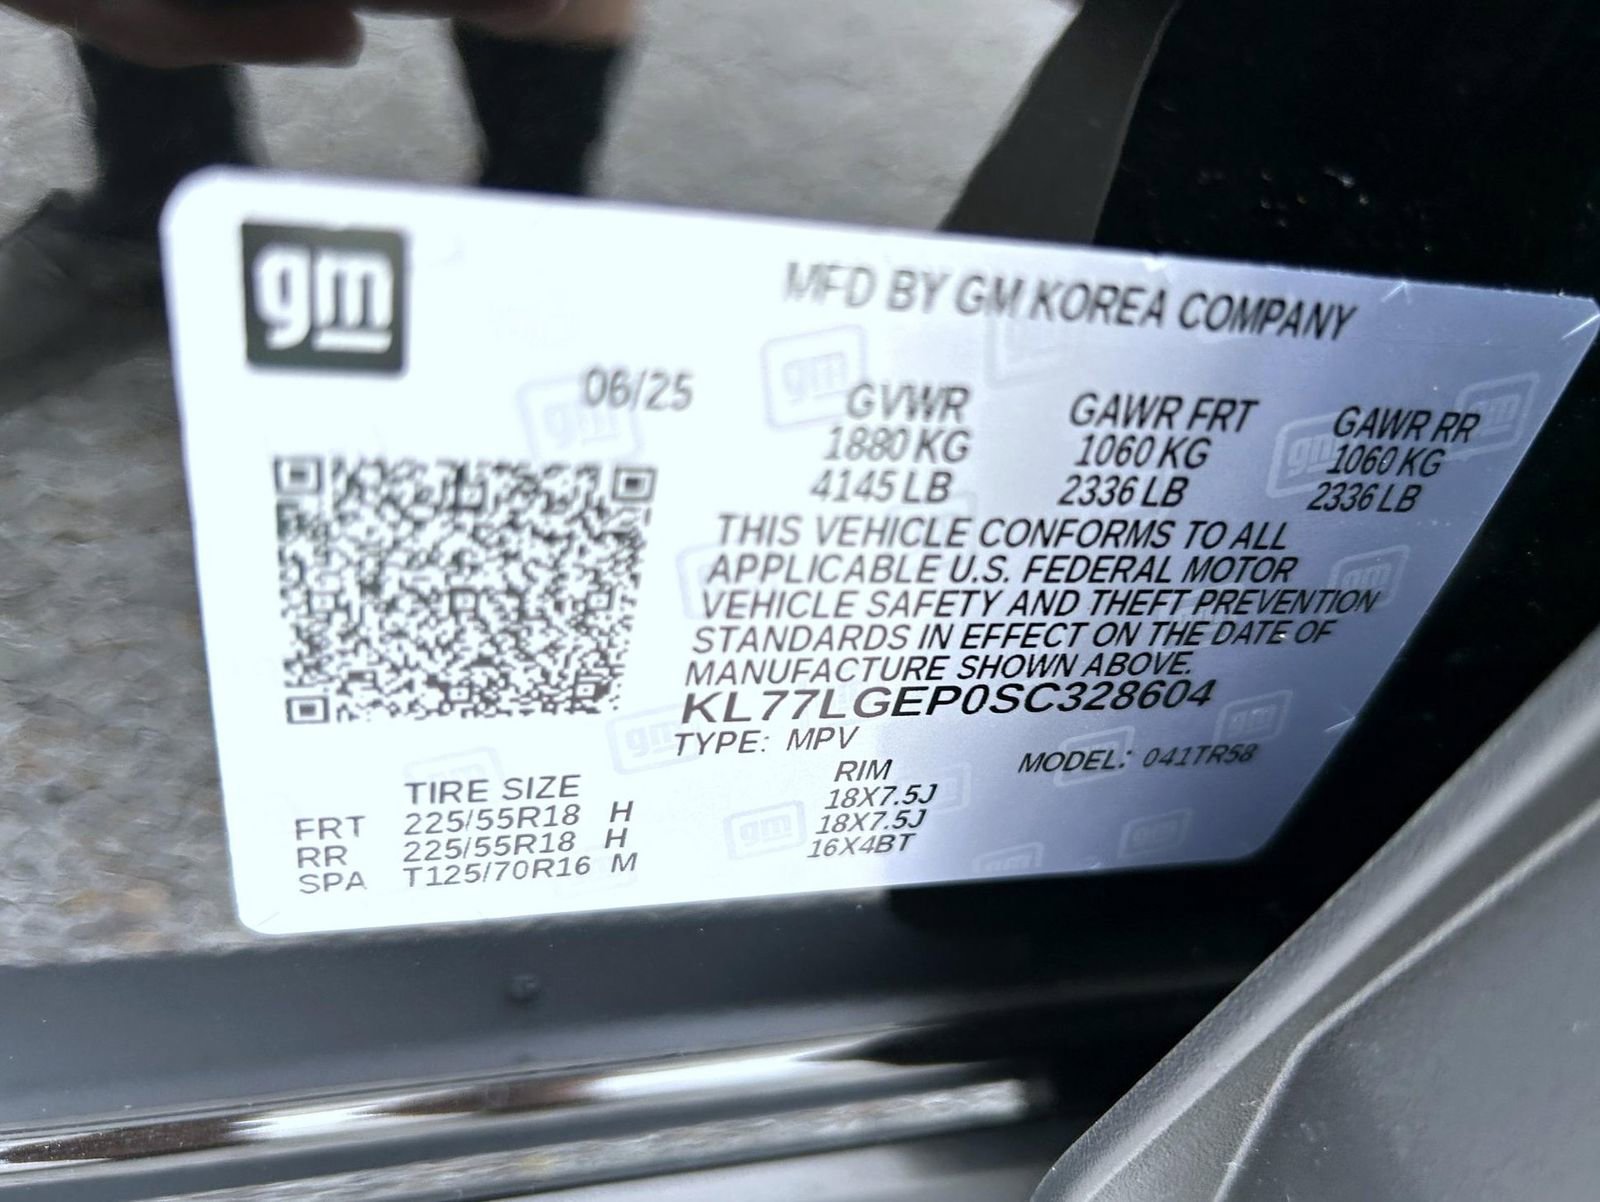 gm
MFD BY GM KOREA COMPANY
06/25
GVWR GAWR FRT GAWR RR
1880 KG 1060 KG 1060 KG
4145 LB 2336 LB 2336 LB
THIS VEHICLE CONFORMS TO ALL
APPLICABLE U.S. FEDERAL MOTOR
VEHICLE SAFETY AND THEFT PREVENTION
STANDARDS IN EFFECT ON THE DATE OF
MANUFACTURE SHOWN ABOVE.
KL77LGEP0SC328604
TYPE: MPV MODEL: 041TR58
TIRE SIZE RIM
FRT 225/55R18 H 18X7.5J
RR 225/55R18 H 18X7.5J
SPA T125/70R16 M 16X4BT